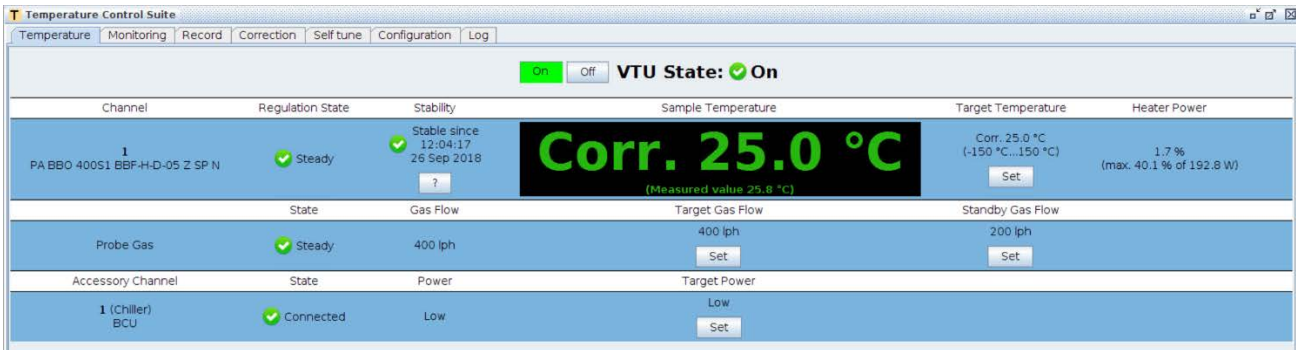 T Temperature Control Suite
Temperature Monitoring Record Correction Self tune Configuration Log
On Off VTU State: On
Channel Regulation State Stability Sample Temperature Target Temperature Heater Power
1
PA BBO 400S1 BBF-H-D-05 Z SP N
Steady
Stable since
12:04:17
26 Sep 2018
?
Corr. 25.0 °C
(Measured value 25.8 °C)
Corr. 25.0 °C
(-150 °C...150 °C)
Set
1.7 %
(max. 40.1 % of 192.8 W)
State Gas Flow Target Gas Flow Standby Gas Flow
Probe Gas
Steady
400 lph
400 lph
Set
200 lph
Set
Accessory Channel State Power Target Power
1 (Chiller)
BCU
Connected
Low
Low
Set